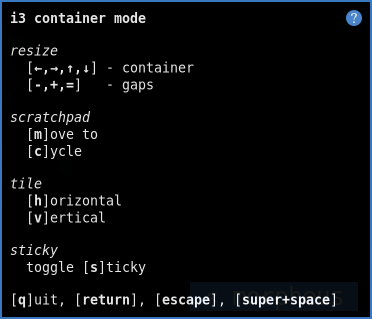 i3 container mode
?
resize
[←,→,↑,↓] - container
[-,+,=] - gaps
scratchpad
[m]ove to
[c]ycle
tile
[h]orizontal
[v]ertical
sticky
toggle [s]ticky
[q]uit, [return], [escape], [super+space]